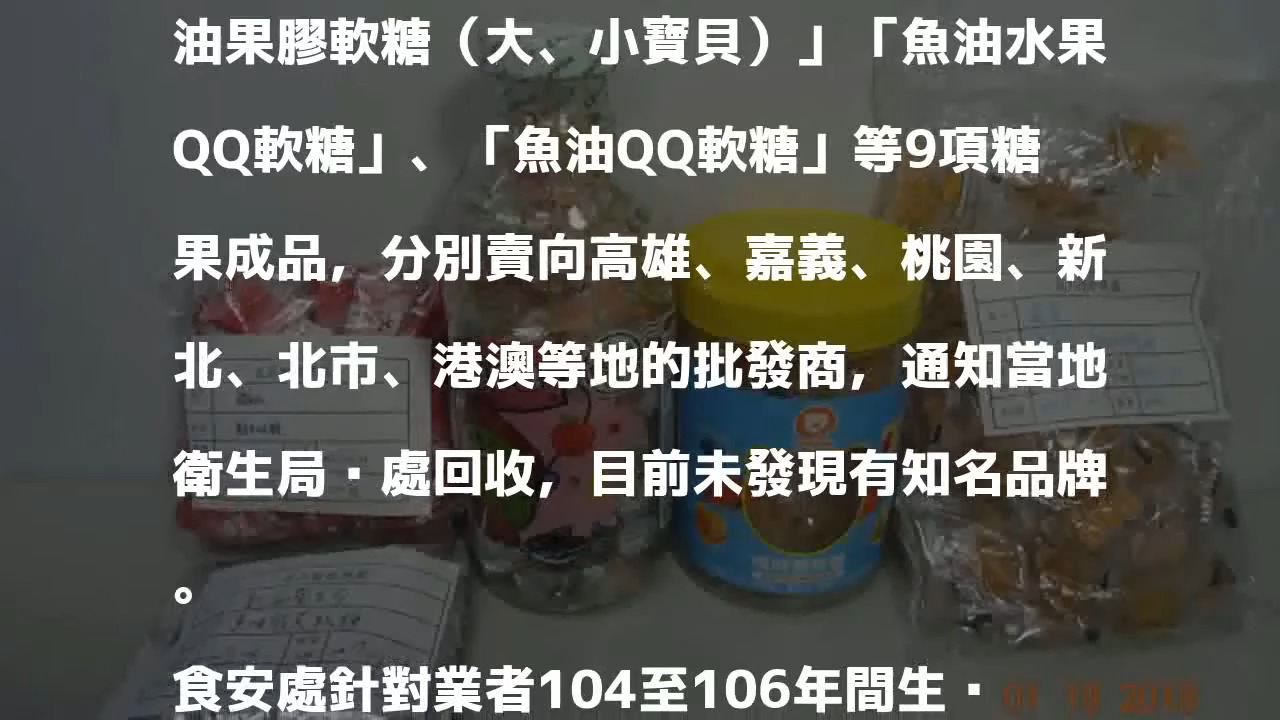 油果膠軟糖（大、小寶貝）」「魚油水果
QQ軟糖」、「魚油QQ軟糖」等9項糖
果成品，分別賣向高雄、嘉義、桃園、新
北、北市、港澳等地的批發商，通知當地
衛生局·處回收，目前未發現有知名品牌
。
食安處針對業者104至106年間生·
01 19 2018